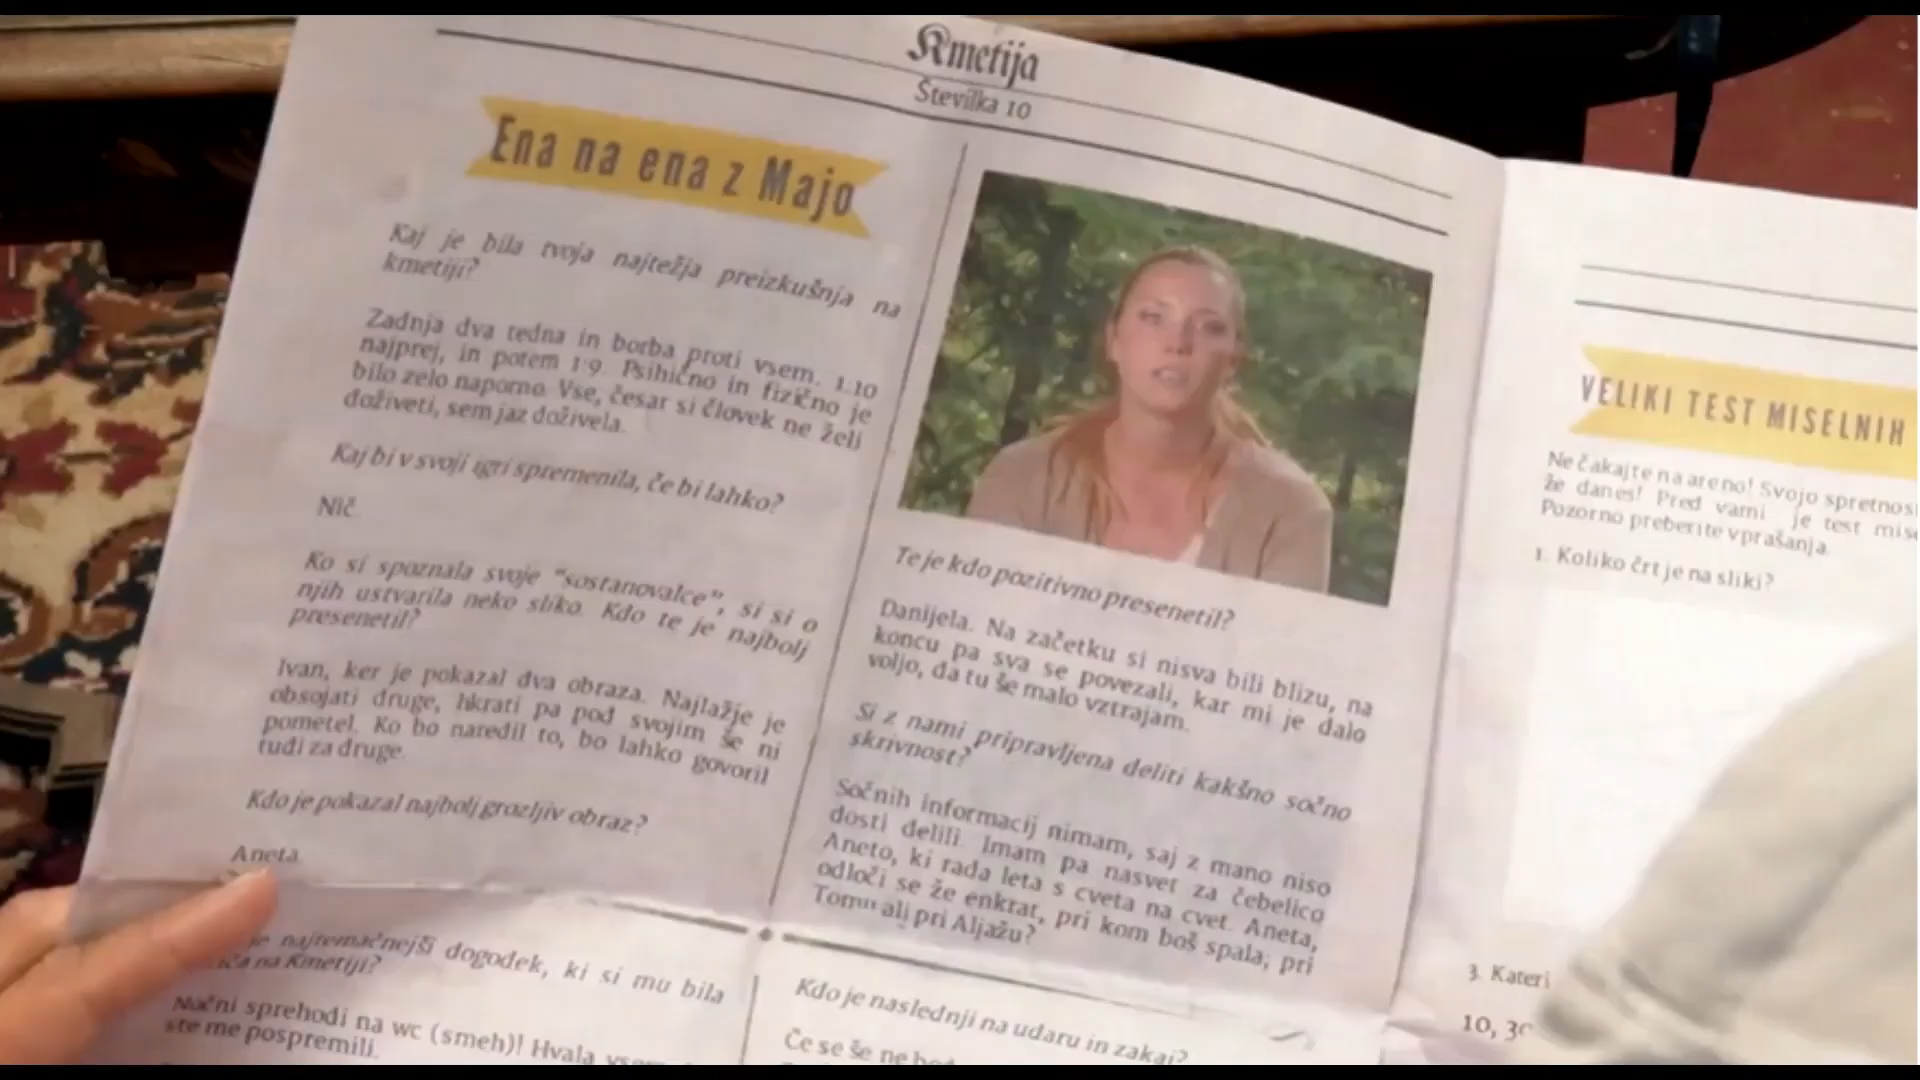 Kmetija
Številka 10
Ena na ena z Majo
Kaj je bila tvoja najtežja preizkušnja na
kmetiji?
Zadnja dva tedna in borba proti vsem. 1:10
najprej, in potem 1:9. Psihično in fizično je
bilo zelo naporno. Vse, česar si človek ne želi
doživeti, sem jaz doživela.
Kaj bi v svoji igri spremenila, če bi lahko?
Nič.
Ko si spoznala svoje "sostanovalce", si si o
njih ustvarila neko sliko. Kdo te je najbolj
presenetil?
Ivan, ker je pokazal dva obraza. Najlažje je
obsojati druge, hkrati pa pod svojim še ni
pometel. Ko bo naredil to, bo lahko govoril
tudi za druge.
Kdo je pokazal najbolj grozljiv obraz?
Aneta.
je najtemačnejši dogodek, ki si mu bila
na Kmetiji?
Nočni sprehodi na wc (smeh)! Hvala
ste me pospremili.
Te je kdo pozitivno presenetil?
Danijela. Na začetku si nisva bili blizu, na
koncu pa sva se povezali, kar mi je dalo
voljo, da tu še malo vztrajam.
Si z nami pripravljena deliti kakšno sočno
skrivnost?
Sočnih informacij nimam, saj z mano niso
dosti delili. Imam pa nasvet za čebelico
Aneto, ki rada leta s cveta na cvet. Aneta,
odloči se že enkrat, pri kom boš spala, pri
Tomu ali pri Aljažu?
Kdo je naslednji na udaru in zakaj?
Če se še ne
VELIKI TEST MISELNIH
Ne čakajte na areno! Svojo
že danes! Pred vami je test
Pozorno preberite vprašanja.
1. Koliko črt je na sliki?
3. Kateri
10,